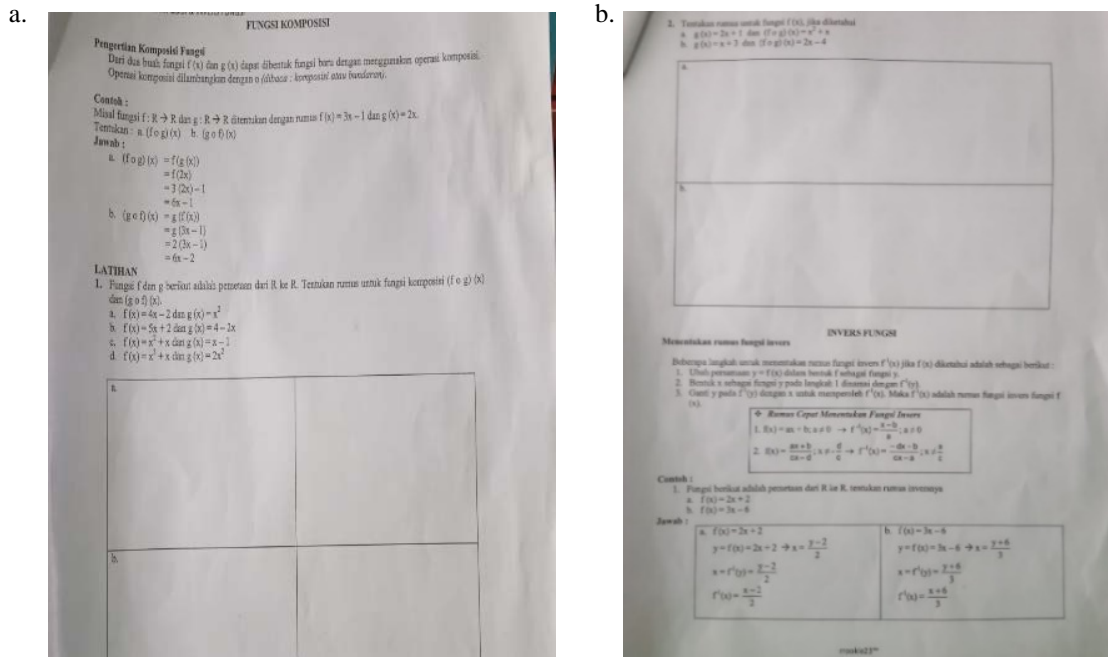 a.
FUNGSI KOMPOSISI
Pengertian Komposisi Fungsi
Dari dua buah fungsi f (x) dan g (x) dapat dibentuk fungsi baru dengan menggunakan operasi komposisi.
Operasi komposisi dilambangkan dengan o (dibaca : komposisi atau bundaran).
Contoh :
Misal fungsi f : R → R dan g : R → R ditentukan dengan rumus f (x) = 3x – 1 dan g (x) = 2x.
Tentukan : a. (f o g) (x) b. (g o f) (x)
Jawab :
a. (f o g) (x) = f (g (x))
= f (2x)
= 3 (2x) – 1
= 6x – 1
b. (g o f) (x) = g (f (x))
= g (3x – 1)
= 2 (3x – 1)
= 6x – 2
LATIHAN
1. Fungsi f dan g berikut adalah pemetaan dari R ke R. Tentukan rumus untuk fungsi komposisi (f o g) (x)
dan (g o f) (x).
a. f (x) = 4x – 2 dan g (x) = x²
b. f (x) = 5x + 2 dan g (x) = 4 – 2x
c. f (x) = x² + x dan g (x) = x – 1
d. f (x) = x² + x dan g (x) = 2x²
a.
b.
b.
2. Tentukan rumus untuk fungsi f (x), jika diketahui
a. g (x) = 2x + 1 dan (f o g) (x) = x² + x
b. g (x) = x + 3 dan (f o g) (x) = 2x – 4
a.
b.
INVERS FUNGSI
Menentukan rumus fungsi invers
Beberapa langkah untuk menentukan rumus fungsi invers f⁻¹(x) jika f (x) diketahui adalah sebagai berikut :
1. Ubah persamaan y = f (x) dalam bentuk f sebagai fungsi y.
2. Bentuk x sebagai fungsi y pada langkah 1 dinamai dengan f⁻¹(y).
3. Ganti y pada f⁻¹(y) dengan x untuk memperoleh f⁻¹(x). Maka f⁻¹(x) adalah rumus fungsi invers fungsi f
(x).
❖ Rumus Cepat Menentukan Fungsi Invers
1. f(x) = ax + b; a ≠ 0 → f⁻¹(x) = (x – b)/a ; a ≠ 0
2. f(x) = (ax + b)/(cx – d) ; x ≠ – d/c → f⁻¹(x) = (–dx – b)/(cx – a) ; x ≠ a/c
Contoh :
1. Fungsi berikut adalah pemetaan dari R ke R, tentukan rumus inversnya
a. f (x) = 2x + 2
b. f (x) = 3x – 6
Jawab :
a. f (x) = 2x + 2
y = f (x) = 2x + 2 → x = (y – 2)/2
x = f⁻¹(y) = (y – 2)/2
f⁻¹(x) = (x – 2)/2
b. f (x) = 3x – 6
y = f (x) = 3x – 6 → x = (y + 6)/3
x = f⁻¹(y) = (y + 6)/3
f⁻¹(x) = (x + 6)/3